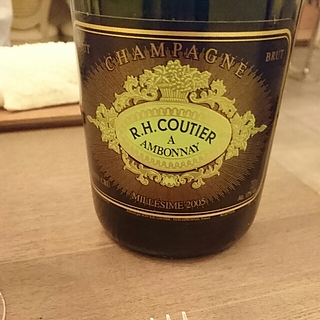 CHAMPAGNE
BRUT
R.H. COUTIER
A
AMBONNAY
MILLESIME 2005